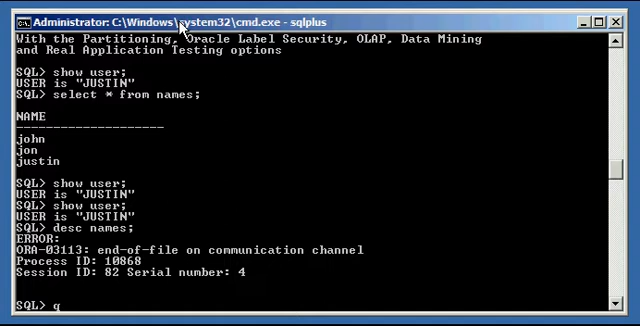 Administrator: C:\Windows\system32\cmd.exe - sqlplus
With the Partitioning, Oracle Label Security, OLAP, Data Mining
and Real Application Testing options
SQL> show user;
USER is "JUSTIN"
SQL> select * from names;
NAME
--------------------
john
jon
justin
SQL> show user;
USER is "JUSTIN"
SQL> show user;
USER is "JUSTIN"
SQL> desc names;
ERROR:
ORA-03113: end-of-file on communication channel
Process ID: 10868
Session ID: 82 Serial number: 4
SQL> q